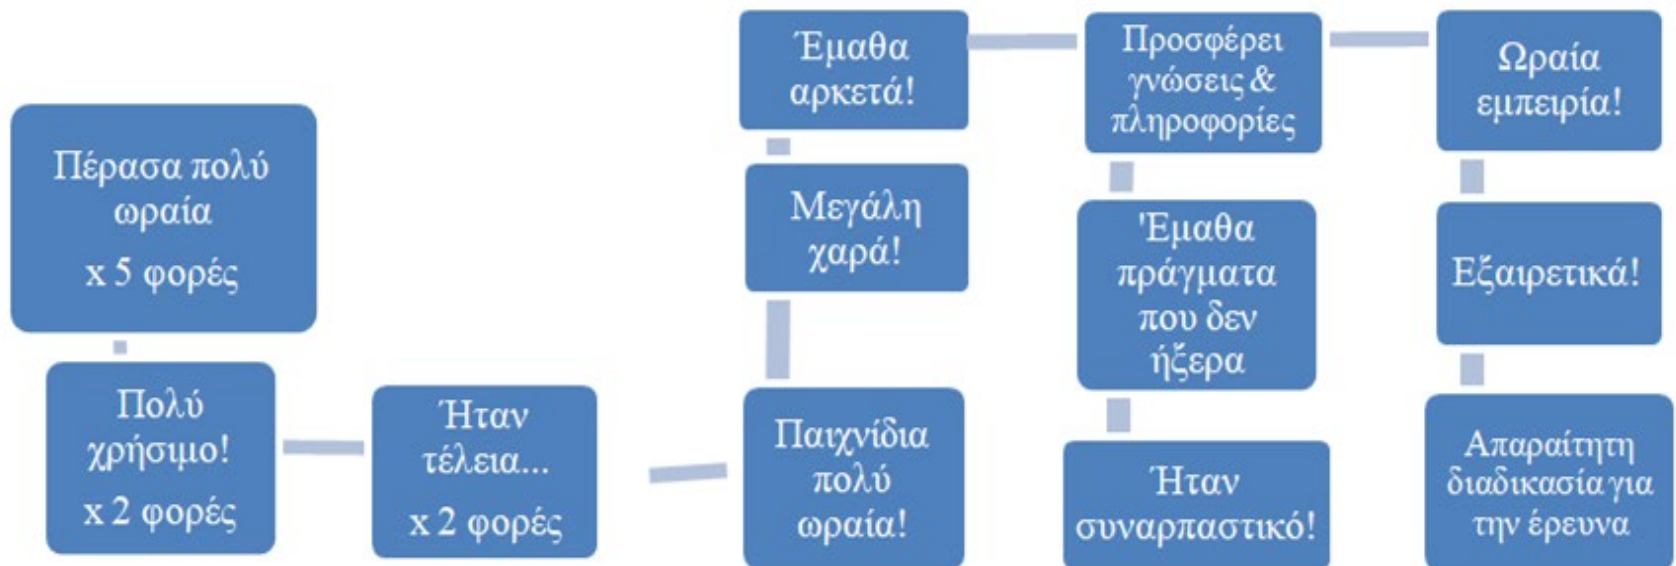 Πέρασα πολύ
ωραία
x 5 φορές
Πολύ
χρήσιμο!
x 2 φορές
Ήταν
τέλεια...
x 2 φορές
Παιχνίδια
πολύ
ωραία!
Μεγάλη
χαρά!
Έμαθα
αρκετά!
Προσφέρει
γνώσεις &
πληροφορίες
'Έμαθα
πράγματα
που δεν
ήξερα
Ήταν
συναρπαστικό!
Ωραία
εμπειρία!
Εξαιρετικά!
Απαραίτητη
διαδικασία για
την έρευνα